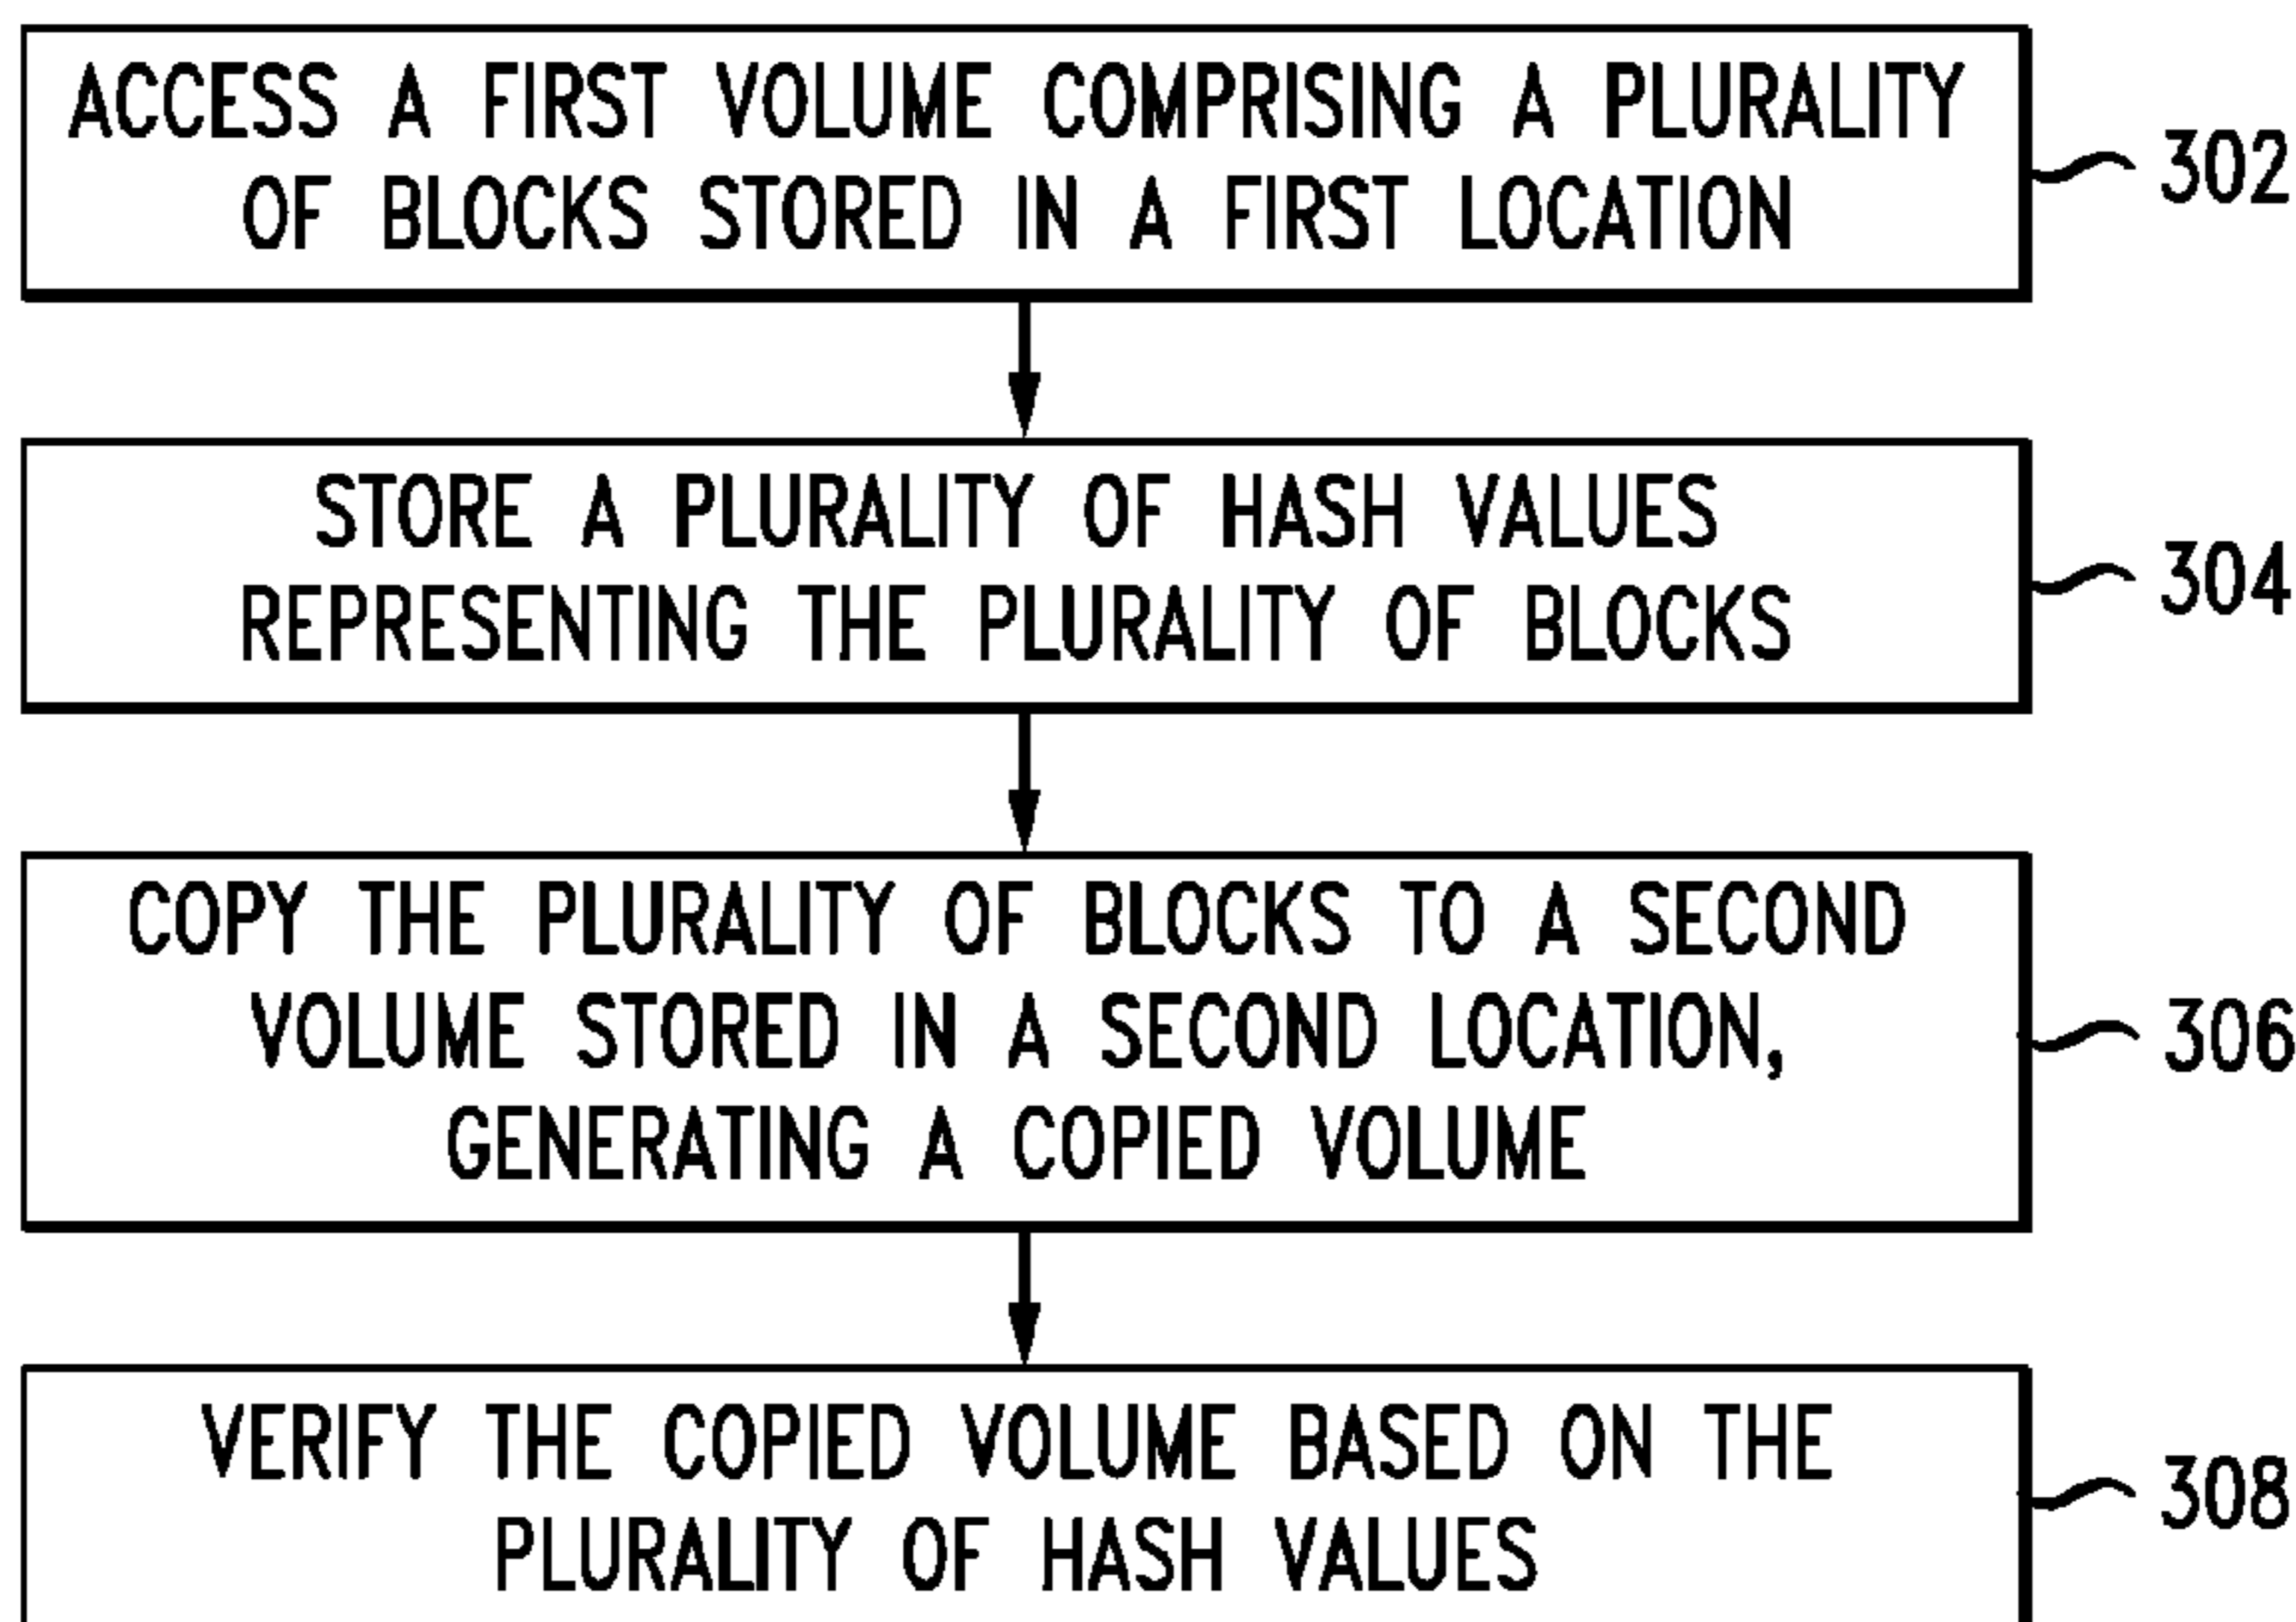 ACCESS A FIRST VOLUME COMPRISING A PLURALITY
OF BLOCKS STORED IN A FIRST LOCATION
302
STORE A PLURALITY OF HASH VALUES
REPRESENTING THE PLURALITY OF BLOCKS
304
COPY THE PLURALITY OF BLOCKS TO A SECOND
VOLUME STORED IN A SECOND LOCATION,
GENERATING A COPIED VOLUME
306
VERIFY THE COPIED VOLUME BASED ON THE
PLURALITY OF HASH VALUES
308